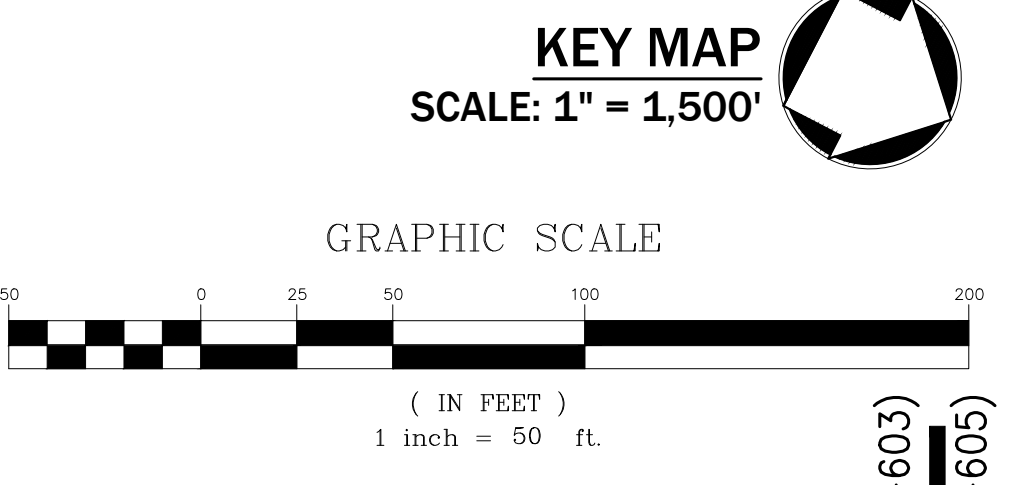 KEY MAP
SCALE: 1" = 1,500'
GRAPHIC SCALE
50 0 25 50 100 200
( IN FEET )
1 inch = 50 ft.
603)
605)